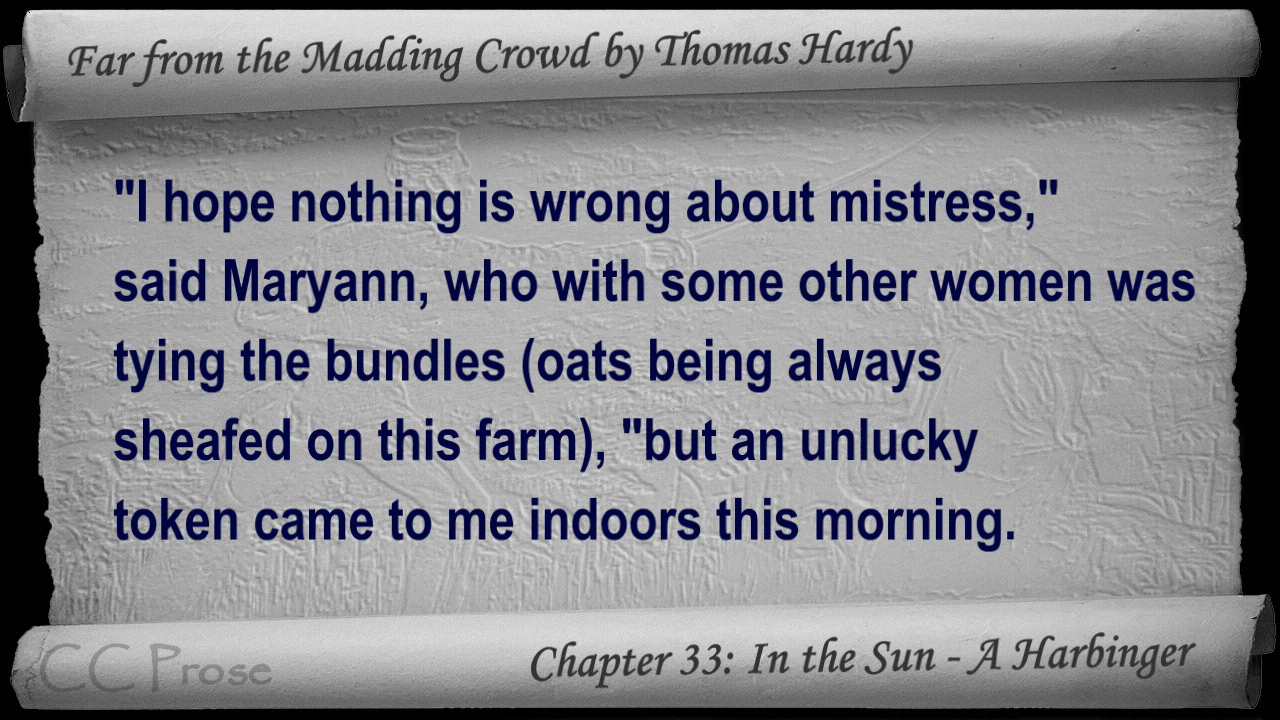 Far from the Madding Crowd by Thomas Hardy
"I hope nothing is wrong about mistress,"
said Maryann, who with some other women was
tying the bundles (oats being always
sheafed on this farm), "but an unlucky
token came to me indoors this morning.
CC Prose
Chapter 33: In the Sun - A Harbinger